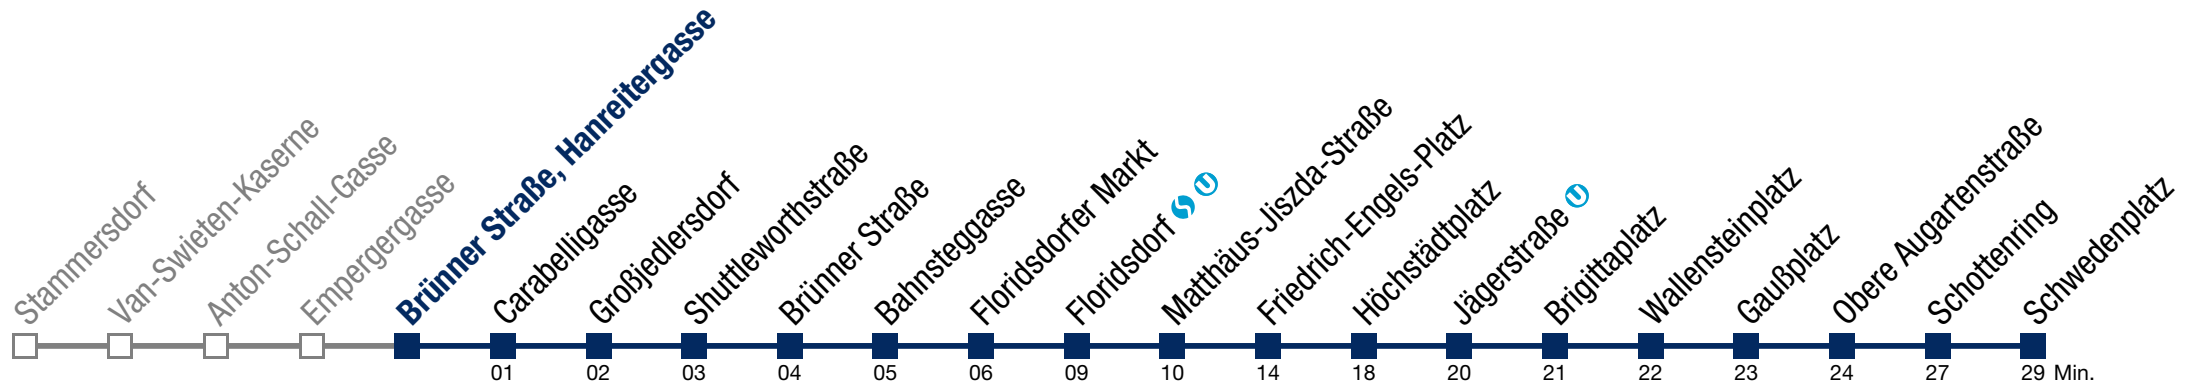 Stammersdorf
Van-Swieten-Kaserne
Anton-Schall-Gasse
Empergergasse
Brünner Straße, Hanreitergasse
Carabelligasse
Großjedlersdorf
Shuttleworthstraße
Brünner Straße
Bahnsteggasse
Floridsdorfer Markt
Floridsdorf S U
Matthäus-Jiszda-Straße
Friedrich-Engels-Platz
Höchstädtplatz
Jägerstraße U
Brigittaplatz
Wallensteinplatz
Gaußplatz
Obere Augartenstraße
Schottenring
Schwedenplatz
01 02 03 04 05 06 09 10 14 18 20 21 22 23 24 27 29 Min.